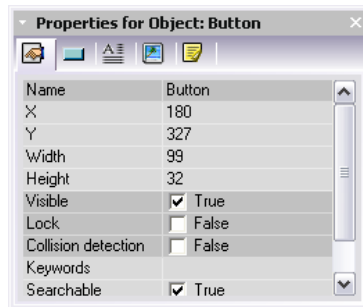 Properties for Object: Button
Name Button
X 180
Y 327
Width 99
Height 32
Visible True
Lock False
Collision detection False
Keywords
Searchable True